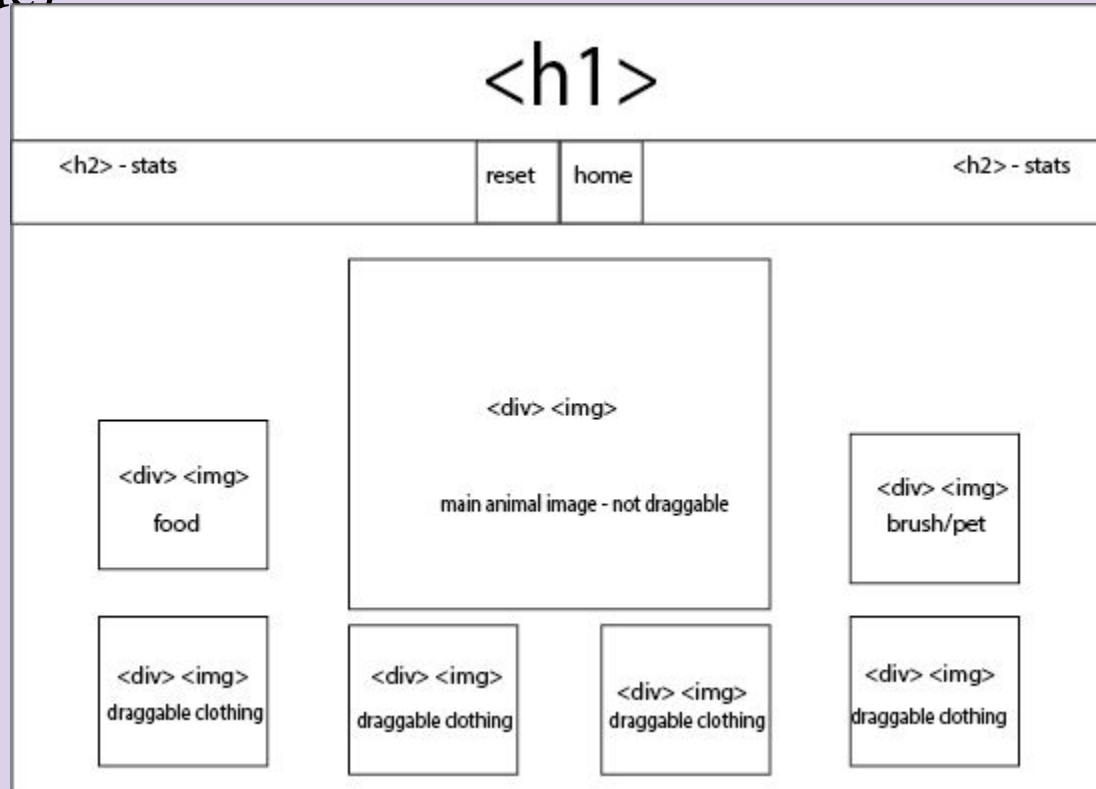 <h1>
<h2> - stats
reset
home
<h2> - stats
<div> <img>
main animal image - not draggable
<div> <img>
food
<div> <img>
brush/pet
<div> <img>
draggable clothing
<div> <img>
draggable clothing
<div> <img>
draggable clothing
<div> <img>
draggable clothing